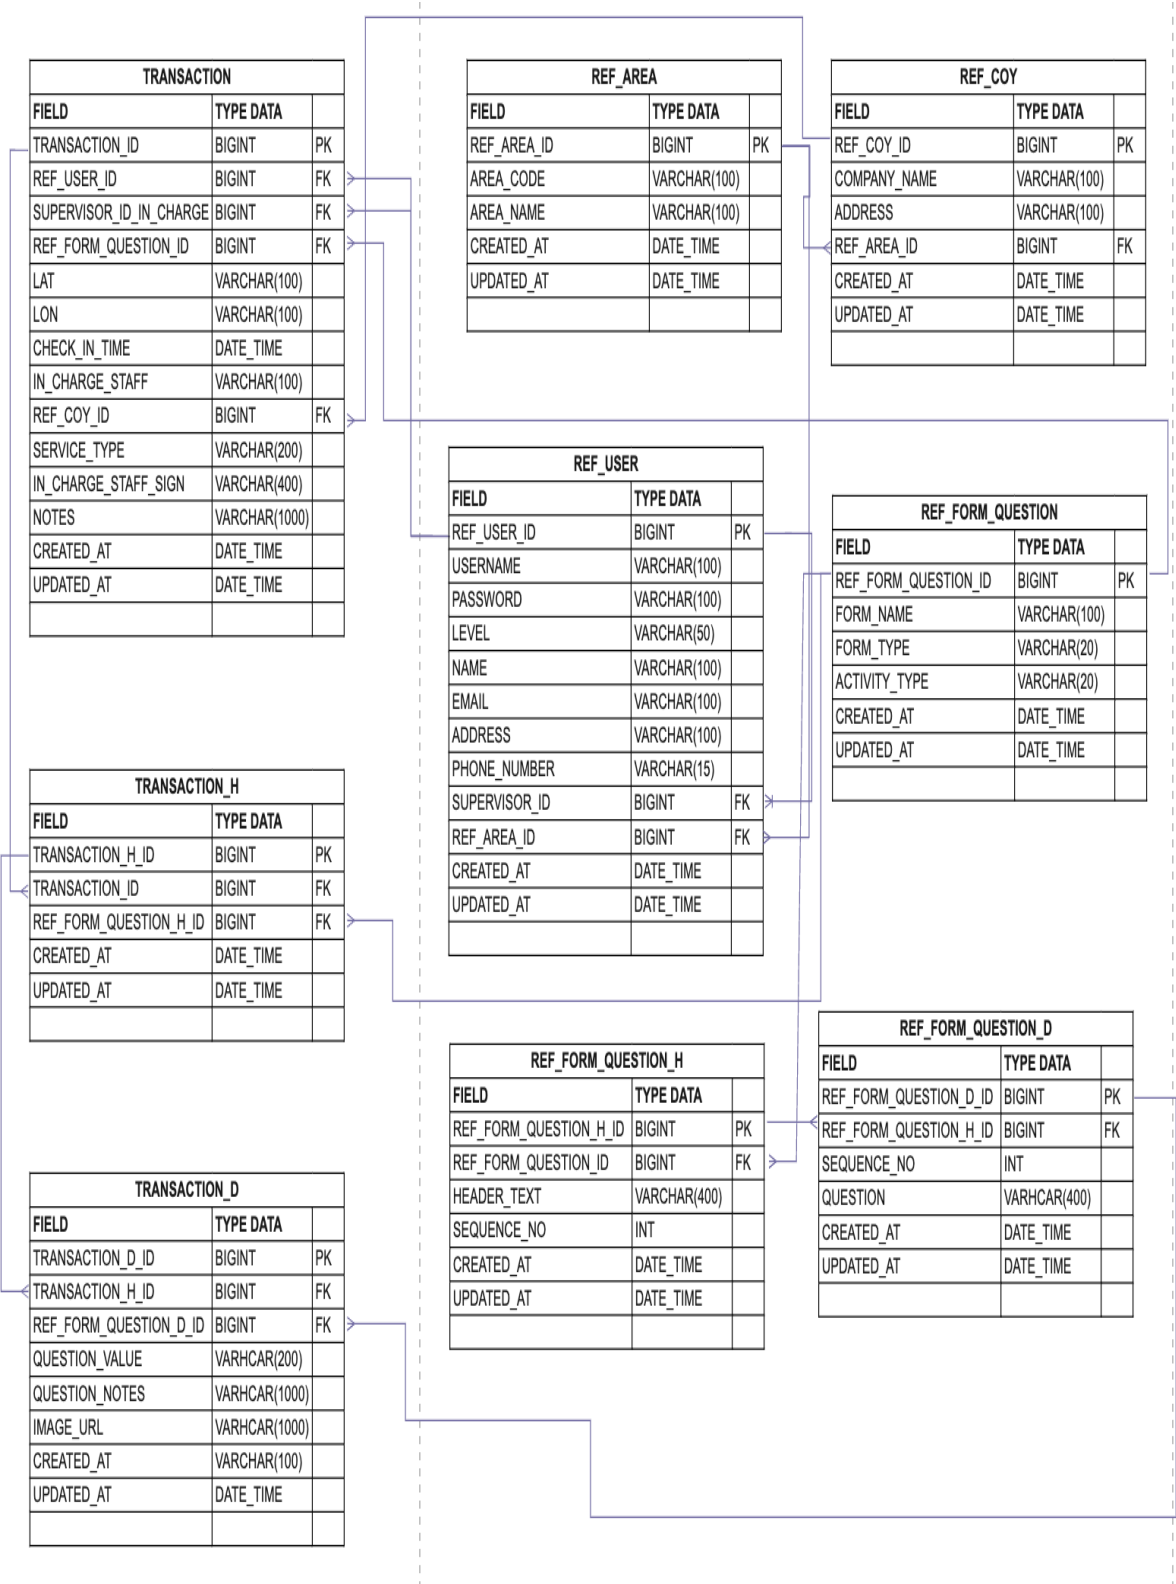 TRANSACTION
FIELD TYPE DATA
TRANSACTION_ID BIGINT PK
REF_USER_ID BIGINT FK
SUPERVISOR_ID_IN_CHARGE BIGINT FK
REF_FORM_QUESTION_ID BIGINT FK
LAT VARCHAR(100)
LON VARCHAR(100)
CHECK_IN_TIME DATE_TIME
IN_CHARGE_STAFF VARCHAR(100)
REF_COY_ID BIGINT FK
SERVICE_TYPE VARCHAR(200)
IN_CHARGE_STAFF_SIGN VARCHAR(400)
NOTES VARCHAR(1000)
CREATED_AT DATE_TIME
UPDATED_AT DATE_TIME
REF_AREA
FIELD TYPE DATA
REF_AREA_ID BIGINT PK
AREA_CODE VARCHAR(100)
AREA_NAME VARCHAR(100)
CREATED_AT DATE_TIME
UPDATED_AT DATE_TIME
REF_COY
FIELD TYPE DATA
REF_COY_ID BIGINT PK
COMPANY_NAME VARCHAR(100)
ADDRESS VARCHAR(100)
REF_AREA_ID BIGINT FK
CREATED_AT DATE_TIME
UPDATED_AT DATE_TIME
REF_USER
FIELD TYPE DATA
REF_USER_ID BIGINT PK
USERNAME VARCHAR(100)
PASSWORD VARCHAR(100)
LEVEL VARCHAR(50)
NAME VARCHAR(100)
EMAIL VARCHAR(100)
ADDRESS VARCHAR(100)
PHONE_NUMBER VARCHAR(15)
SUPERVISOR_ID BIGINT FK
REF_AREA_ID BIGINT FK
CREATED_AT DATE_TIME
UPDATED_AT DATE_TIME
REF_FORM_QUESTION
FIELD TYPE DATA
REF_FORM_QUESTION_ID BIGINT PK
FORM_NAME VARCHAR(100)
FORM_TYPE VARCHAR(20)
ACTIVITY_TYPE VARCHAR(20)
CREATED_AT DATE_TIME
UPDATED_AT DATE_TIME
TRANSACTION_H
FIELD TYPE DATA
TRANSACTION_H_ID BIGINT PK
TRANSACTION_ID BIGINT FK
REF_FORM_QUESTION_H_ID BIGINT FK
CREATED_AT DATE_TIME
UPDATED_AT DATE_TIME
REF_FORM_QUESTION_H
FIELD TYPE DATA
REF_FORM_QUESTION_H_ID BIGINT PK
REF_FORM_QUESTION_ID BIGINT FK
HEADER_TEXT VARCHAR(400)
SEQUENCE_NO INT
CREATED_AT DATE_TIME
UPDATED_AT DATE_TIME
REF_FORM_QUESTION_D
FIELD TYPE DATA
REF_FORM_QUESTION_D_ID BIGINT PK
REF_FORM_QUESTION_H_ID BIGINT FK
SEQUENCE_NO INT
QUESTION VARHCAR(400)
CREATED_AT DATE_TIME
UPDATED_AT DATE_TIME
TRANSACTION_D
FIELD TYPE DATA
TRANSACTION_D_ID BIGINT PK
TRANSACTION_H_ID BIGINT FK
REF_FORM_QUESTION_D_ID BIGINT FK
QUESTION_VALUE VARHCAR(200)
QUESTION_NOTES VARHCAR(1000)
IMAGE_URL VARHCAR(1000)
CREATED_AT VARCHAR(100)
UPDATED_AT DATE_TIME